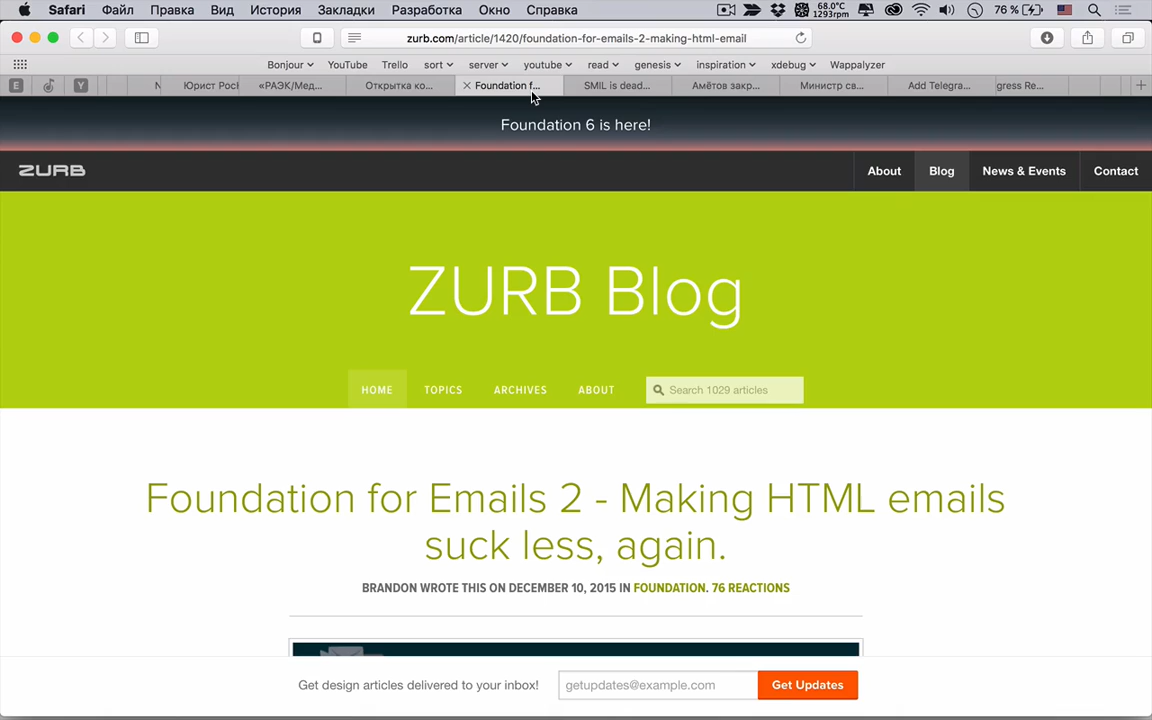 Safari Файл Правка Вид История Закладки Разработка Окно Справка 68.0°C 1293rpm 76 %
zurb.com/article/1420/foundation-for-emails-2-making-html-email
Bonjour YouTube Trello sort server youtube read genesis inspiration xdebug Wappalyzer
E Y N Юрист Рос «РАЭК/Мед... Открытка ко... Foundation f... SMIL is dead... Амётов закр... Министр св... Add Telegra... gress Re...
Foundation 6 is here!
ZURB About Blog News & Events Contact
ZURB Blog
HOME TOPICS ARCHIVES ABOUT Search 1029 articles
Foundation for Emails 2 - Making HTML emails
suck less, again.
BRANDON WROTE THIS ON DECEMBER 10, 2015 IN FOUNDATION. 76 REACTIONS
Get design articles delivered to your inbox! getupdates@example.com Get Updates